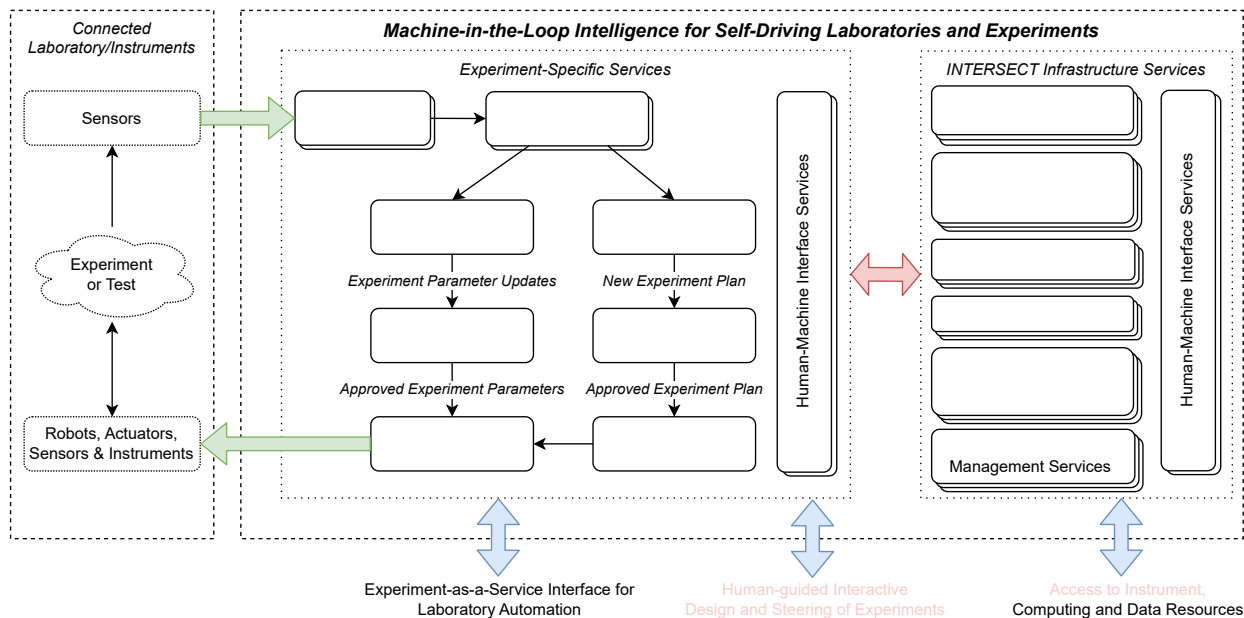 Connected
Laboratory/Instruments
Machine-in-the-Loop Intelligence for Self-Driving Laboratories and Experiments
Experiment-Specific Services
INTERSECT Infrastructure Services
Sensors
Experiment
or Test
Robots, Actuators,
Sensors & Instruments
Experiment Parameter Updates
New Experiment Plan
Approved Experiment Parameters
Approved Experiment Plan
Human-Machine Interface Services
Management Services
Human-Machine Interface Services
Experiment-as-a-Service Interface for
Laboratory Automation
Human-guided Interactive
Design and Steering of Experiments
Access to Instrument,
Computing and Data Resources